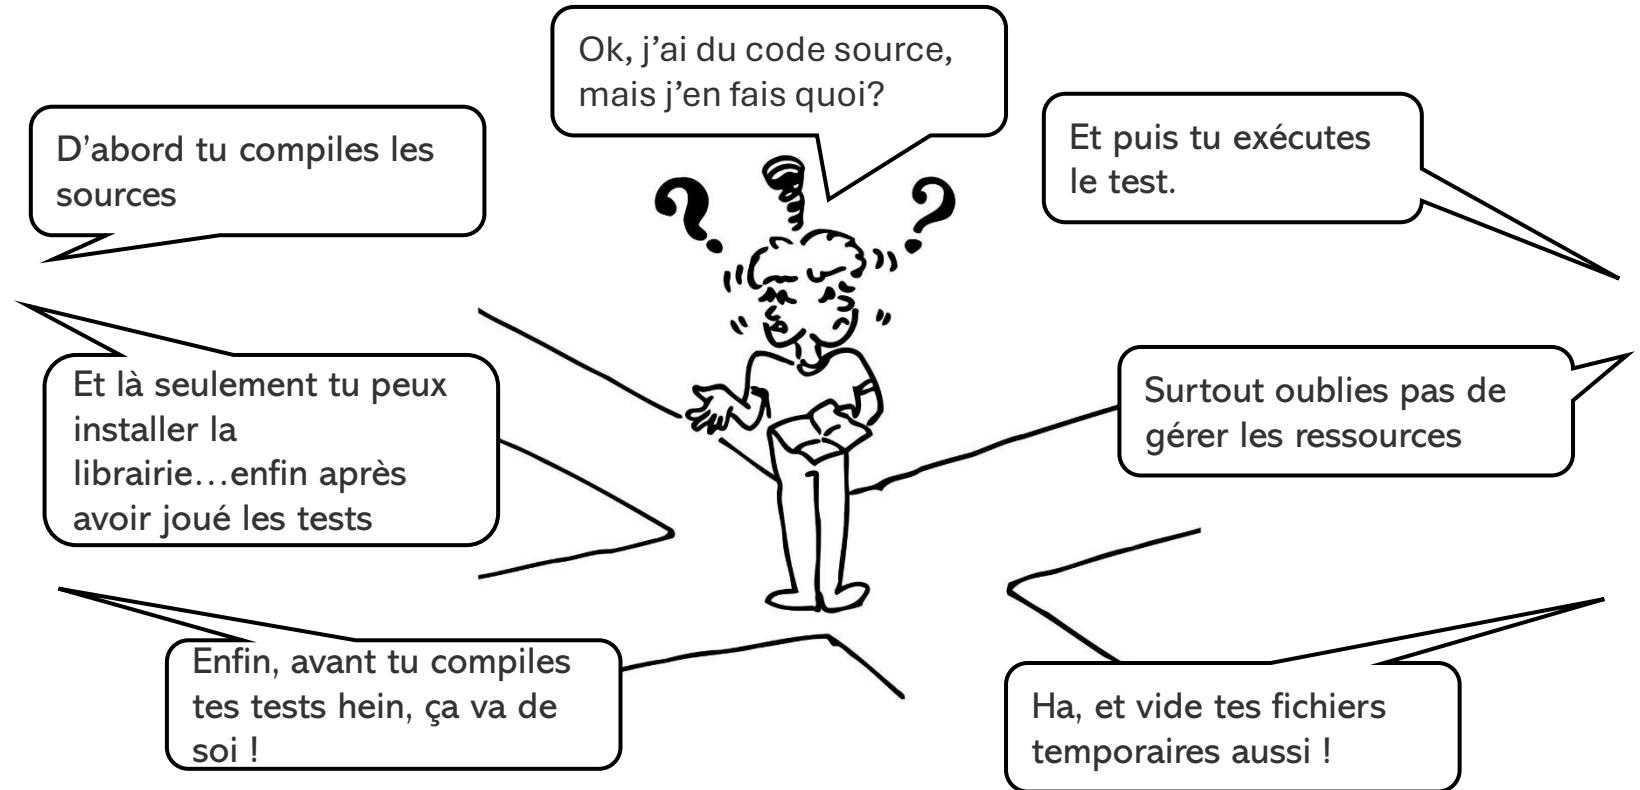 Ok, j’ai du code source,
mais j’en fais quoi?
D’abord tu compiles les
sources
Et puis tu exécutes
le test.
Et là seulement tu peux
installer la
librairie…enfin après
avoir joué les tests
Surtout oublies pas de
gérer les ressources
Enfin, avant tu compiles
tes tests hein, ça va de
soi !
Ha, et vide tes fichiers
temporaires aussi !